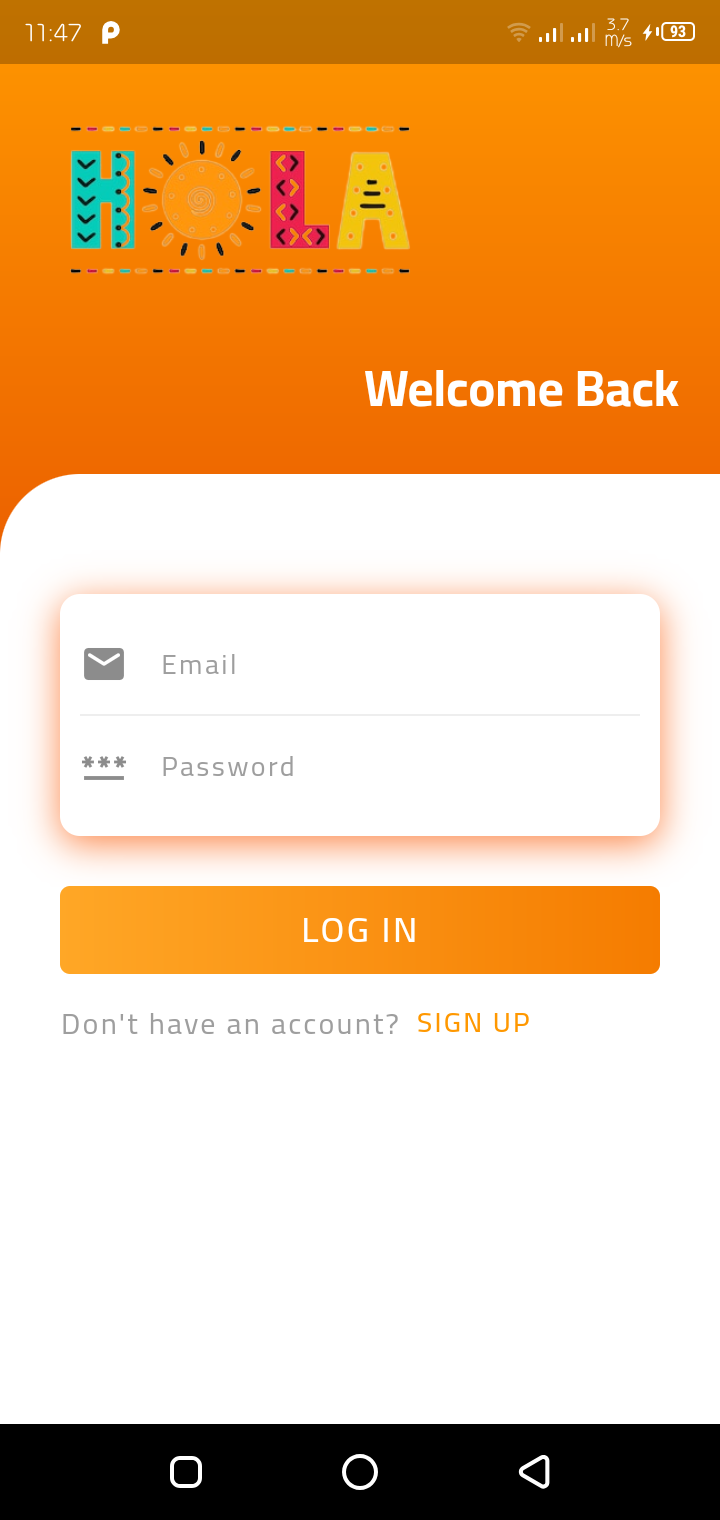 11:47 P 3.7 M/s 93
HOLA
Welcome Back
Email
*** Password
LOG IN
Don't have an account? SIGN UP